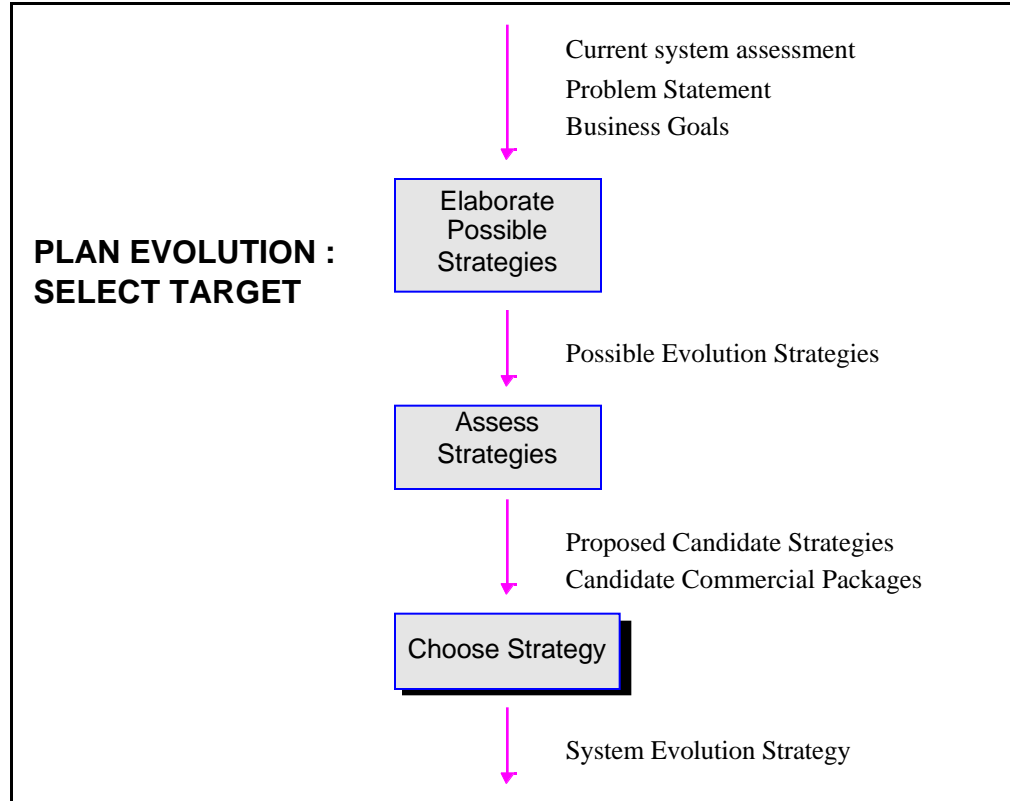 Current system assessment
Problem Statement
Business Goals
Elaborate
Possible
Strategies
PLAN EVOLUTION :
SELECT TARGET
Possible Evolution Strategies
Assess
Strategies
Proposed Candidate Strategies
Candidate Commercial Packages
Choose Strategy
System Evolution Strategy